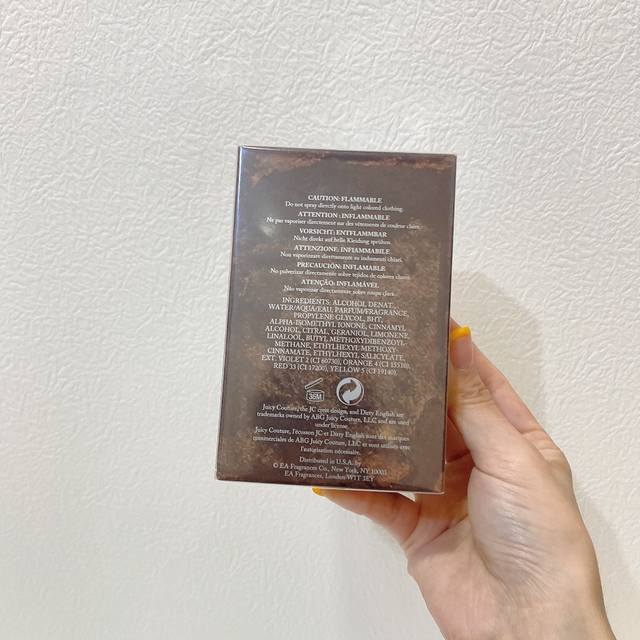 CAUTION: FLAMMABLE
Do not spray directly onto light colored clothing.
ATTENTION : INFLAMMABLE
Ne pas vaporiser directement sur des vêtements de couleur claire.
VORSICHT: ENTFLAMMBAR
Nicht direkt auf helle Kleidung sprühen.
ATTENZIONE: INFIAMMABILE
Non vaporizzare direttamente su indumenti chiari.
PRECAUCIÓN: INFLAMABLE
No pulverizar directamente sobre tejidos de colores claros.
ATENÇÃO: INFLAMÁVEL
Não vaporizar directamente sobre roupa clara.
INGREDIENTS: ALCOHOL DENAT.,
WATER/AQUA/EAU, PARFUM/FRAGRANCE,
PROPYLENE GLYCOL, BHT,
ALPHA-ISOMETHYL IONONE, CINNAMYL
ALCOHOL, CITRAL, GERANIOL, LIMONENE,
LINALOOL, BUTYL METHOXYDIBENZOYL-
METHANE, ETHYLHEXYL METHOXY-
CINNAMATE, ETHYLHEXYL SALICYLATE,
EXT. VIOLET 2 (CI 60730), ORANGE 4 (CI 15510),
RED 33 (CI 17200), YELLOW 5 (CI 19140).
36M
Juicy Couture, the JC crest design, and Dirty English are
trademarks owned by ABG Juicy Couture, LLC and are used
under license.
Juicy Couture, l'écusson JC et Dirty English sont des marques
commerciales de ABG Juicy Couture, LLC et sont utilisés avec
l'autorisation nécessaire.
Distributed in U.S.A. by
© EA Fragrances Co., New York, NY 10003
EA Fragrances, London W1T 3EY